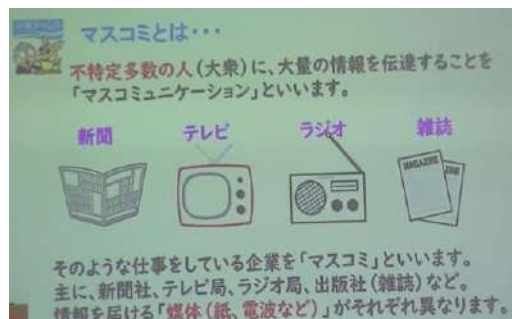 マスコミとは・・・
不特定多数の人(大衆)に、大量の情報を伝達することを
「マスコミュニケーション」といいます。
新聞 テレビ ラジオ 雑誌
MAGAZINE
ZINE
そのような仕事をしている企業を「マスコミ」といいます。
主に、新聞社、テレビ局、ラジオ局、出版社(雑誌)など。
情報を届ける「媒体(紙、電波など)」がそれぞれ異なります。